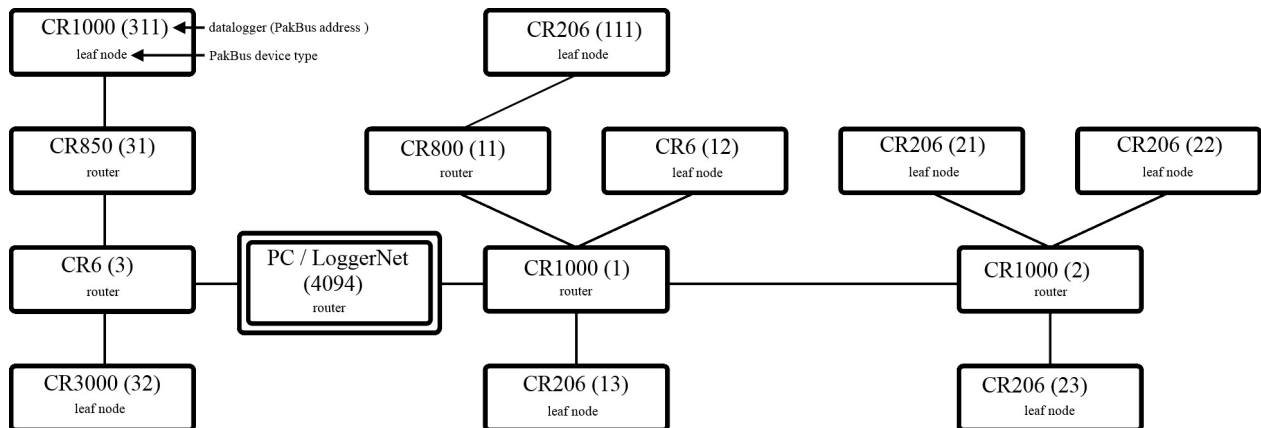 CR1000 (311)
leaf node
datalogger (PakBus address )
PakBus device type
CR206 (111)
leaf node
CR850 (31)
router
CR800 (11)
router
CR6 (12)
leaf node
CR206 (21)
leaf node
CR206 (22)
leaf node
CR6 (3)
router
PC / LoggerNet
(4094)
router
CR1000 (1)
router
CR1000 (2)
router
CR3000 (32)
leaf node
CR206 (13)
leaf node
CR206 (23)
leaf node